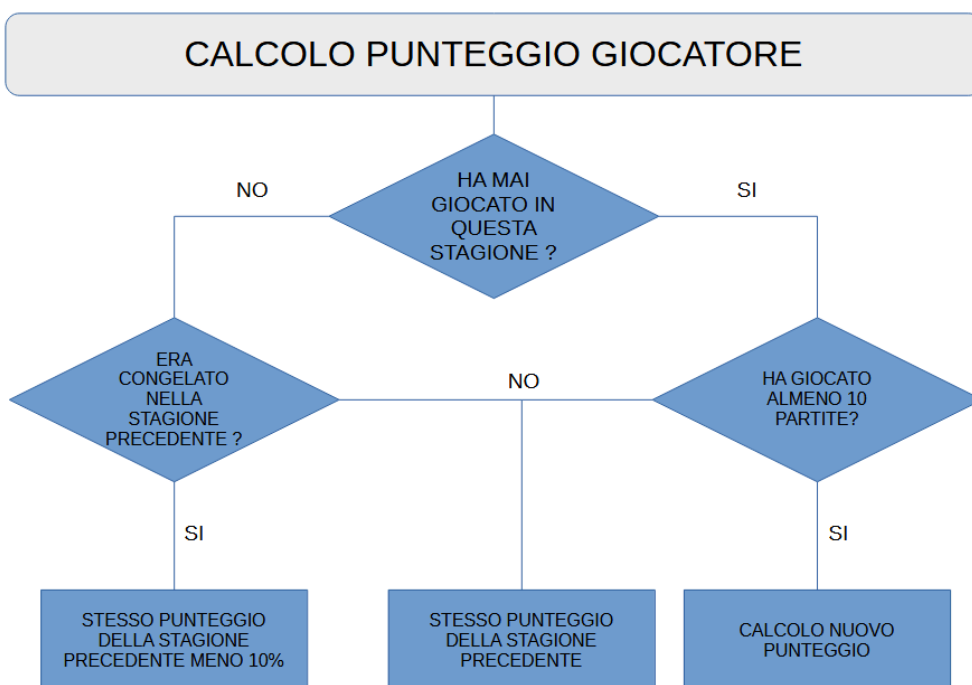 CALCOLO PUNTEGGIO GIOCATORE
HA MAI
GIOCATO IN
QUESTA
STAGIONE ?
NO
SI
ERA
CONGELATO
NELLA
STAGIONE
PRECEDENTE ?
NO
HA GIOCATO
ALMENO 10
PARTITE?
SI
SI
STESSO PUNTEGGIO
DELLA STAGIONE
PRECEDENTE MENO 10%
STESSO PUNTEGGIO
DELLA STAGIONE
PRECEDENTE
CALCOLO NUOVO
PUNTEGGIO